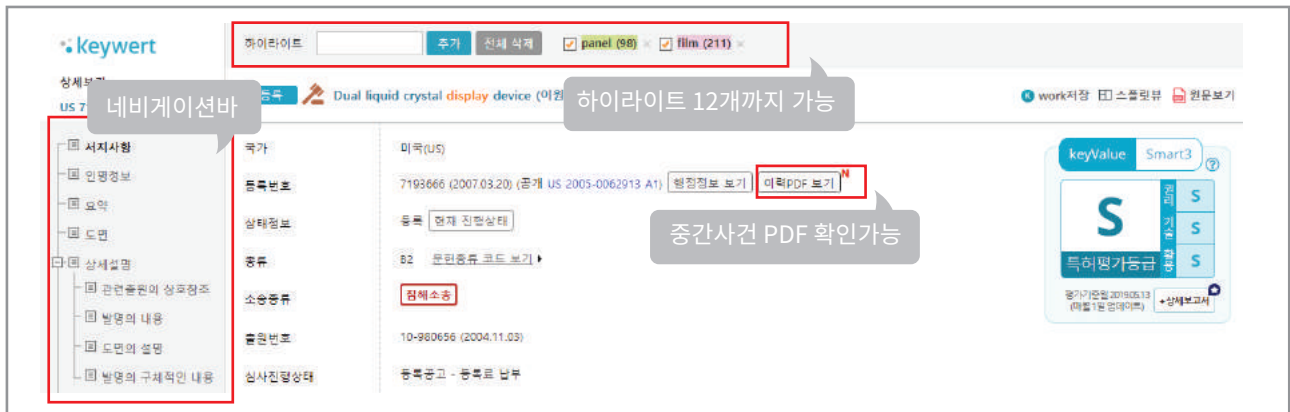 keywert
하이라이트 추가 전체 삭제 panel (98) × film (211) ×
상세보기
US 7
네비게이션바
등록 Dual liquid crystal display device (이원
하이라이트 12개까지 가능
work저장 스플릿뷰 원문보기
서지사항
인명정보
요약
도면
상세설명
관련출원의 상호참조
발명의 내용
도면의 설명
발명의 구체적인 내용
국가 미국(US)
등록번호 7193666 (2007.03.20) (공개 US 2005-0062913 A1) 행정정보 보기 이력PDF 보기 N
중간사건 PDF 확인가능
상태정보 등록 현재 진행상태
종류 B2 문헌종류 코드 보기
소송종류 침해소송
출원번호 10-980656 (2004.11.03)
심사진행상태 등록공고 - 등록료 납부
keyValue Smart3 ?
S
권리 S
기술 S
활용 S
특허평가등급
평가기준일 2019.05.13
(매월 1일 업데이트)
+상세보고서